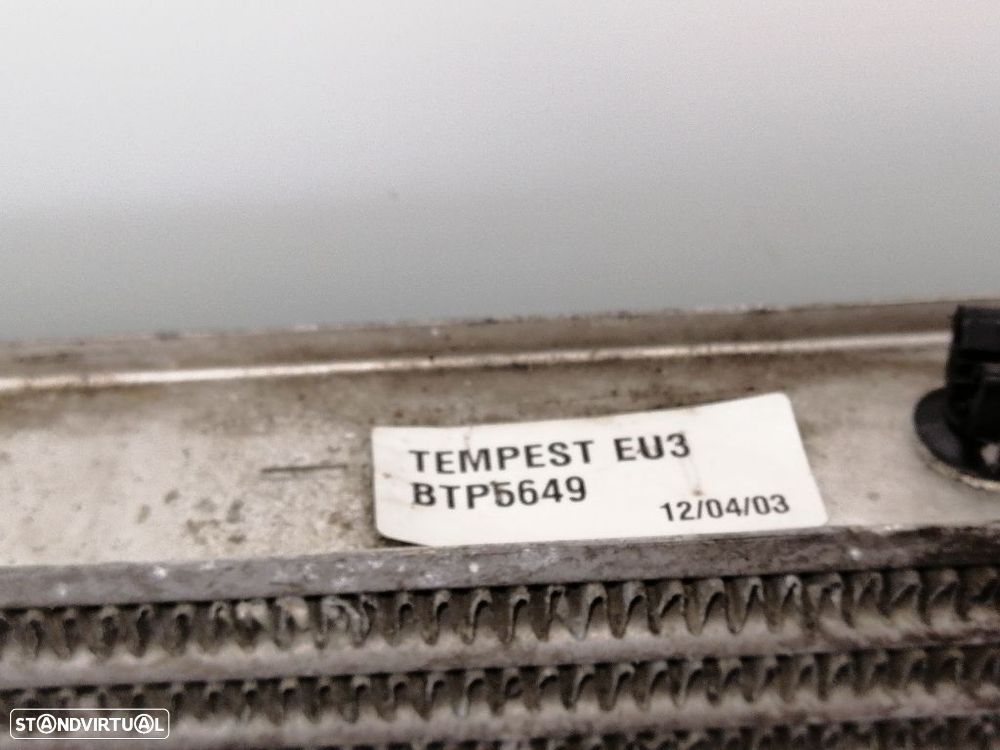 TEMPEST EU3
BTP5649
12/04/03
STANDVIRTUAL